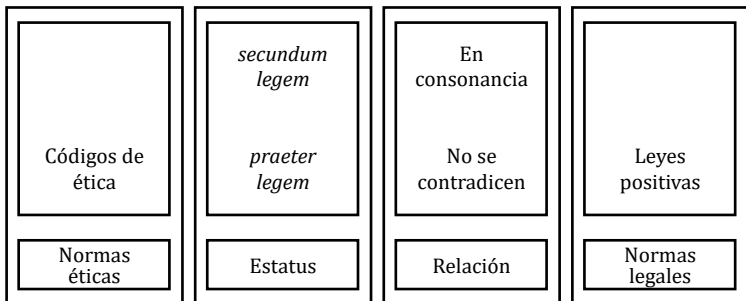 Códigos de
ética
Normas
éticas
secundum
legem
praeter
legem
Estatus
En
consonancia
No se
contradicen
Relación
Leyes
positivas
Normas
legales